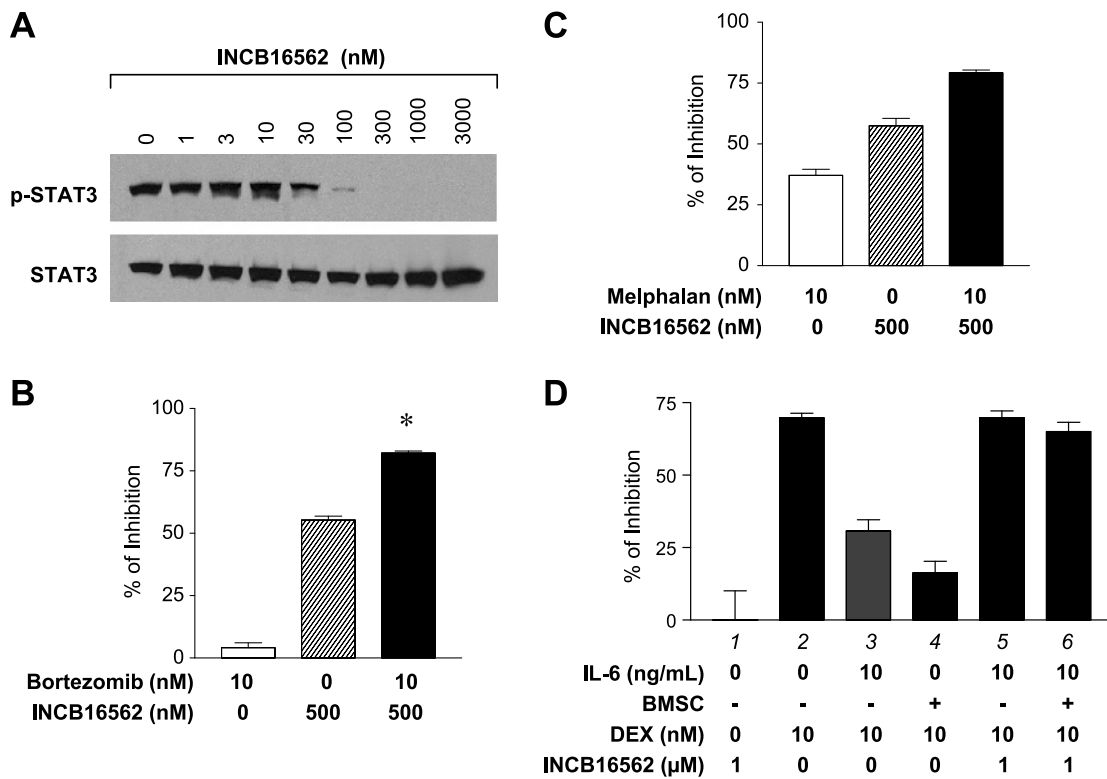 A
INCB16562 (nM)
0 1 3 10 30 100 300 1000 3000
p-STAT3
STAT3
B
100
75
50
25
0
% of Inhibition
*
Bortezomib (nM) 10 0 10
INCB16562 (nM) 0 500 500
C
100
75
50
25
0
% of Inhibition
Melphalan (nM) 10 0 10
INCB16562 (nM) 0 500 500
D
75
50
25
0
% of Inhibition
1 2 3 4 5 6
IL-6 (ng/mL) 0 0 10 0 10 10
BMSC - - - + - +
DEX (nM) 0 10 10 10 10 10
INCB16562 (µM) 1 0 0 0 1 1